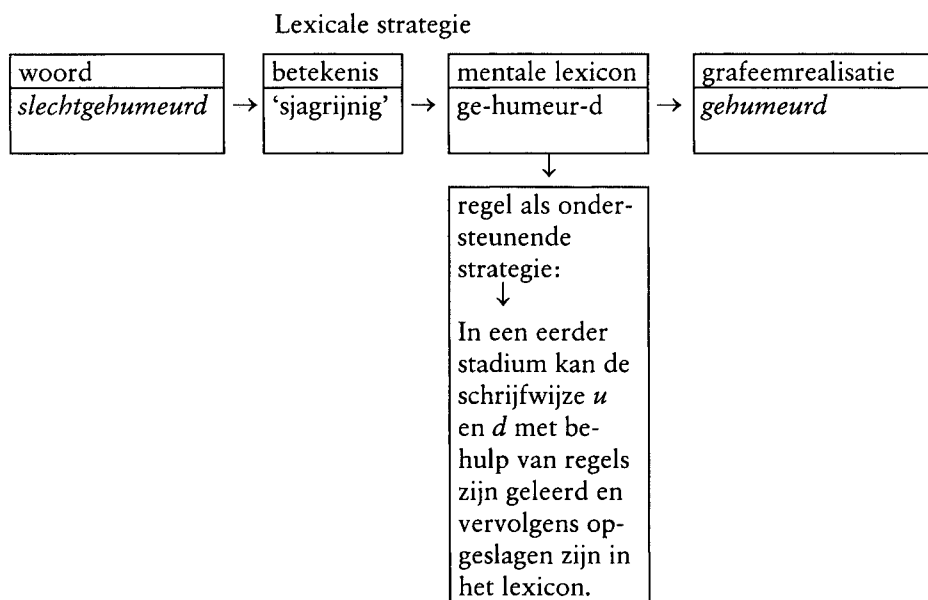 Lexicale strategie
woord
slechtgehumeurd
→
betekenis
‘sjagrijnig’
→
mentale lexicon
ge-humeur-d
→
grafeemrealisatie
gehumeurd
↓
regel als onder-
steunende
strategie:
↓
In een eerder
stadium kan de
schrijfwijze u
en d met be-
hulp van regels
zijn geleerd en
vervolgens op-
geslagen zijn in
het lexicon.